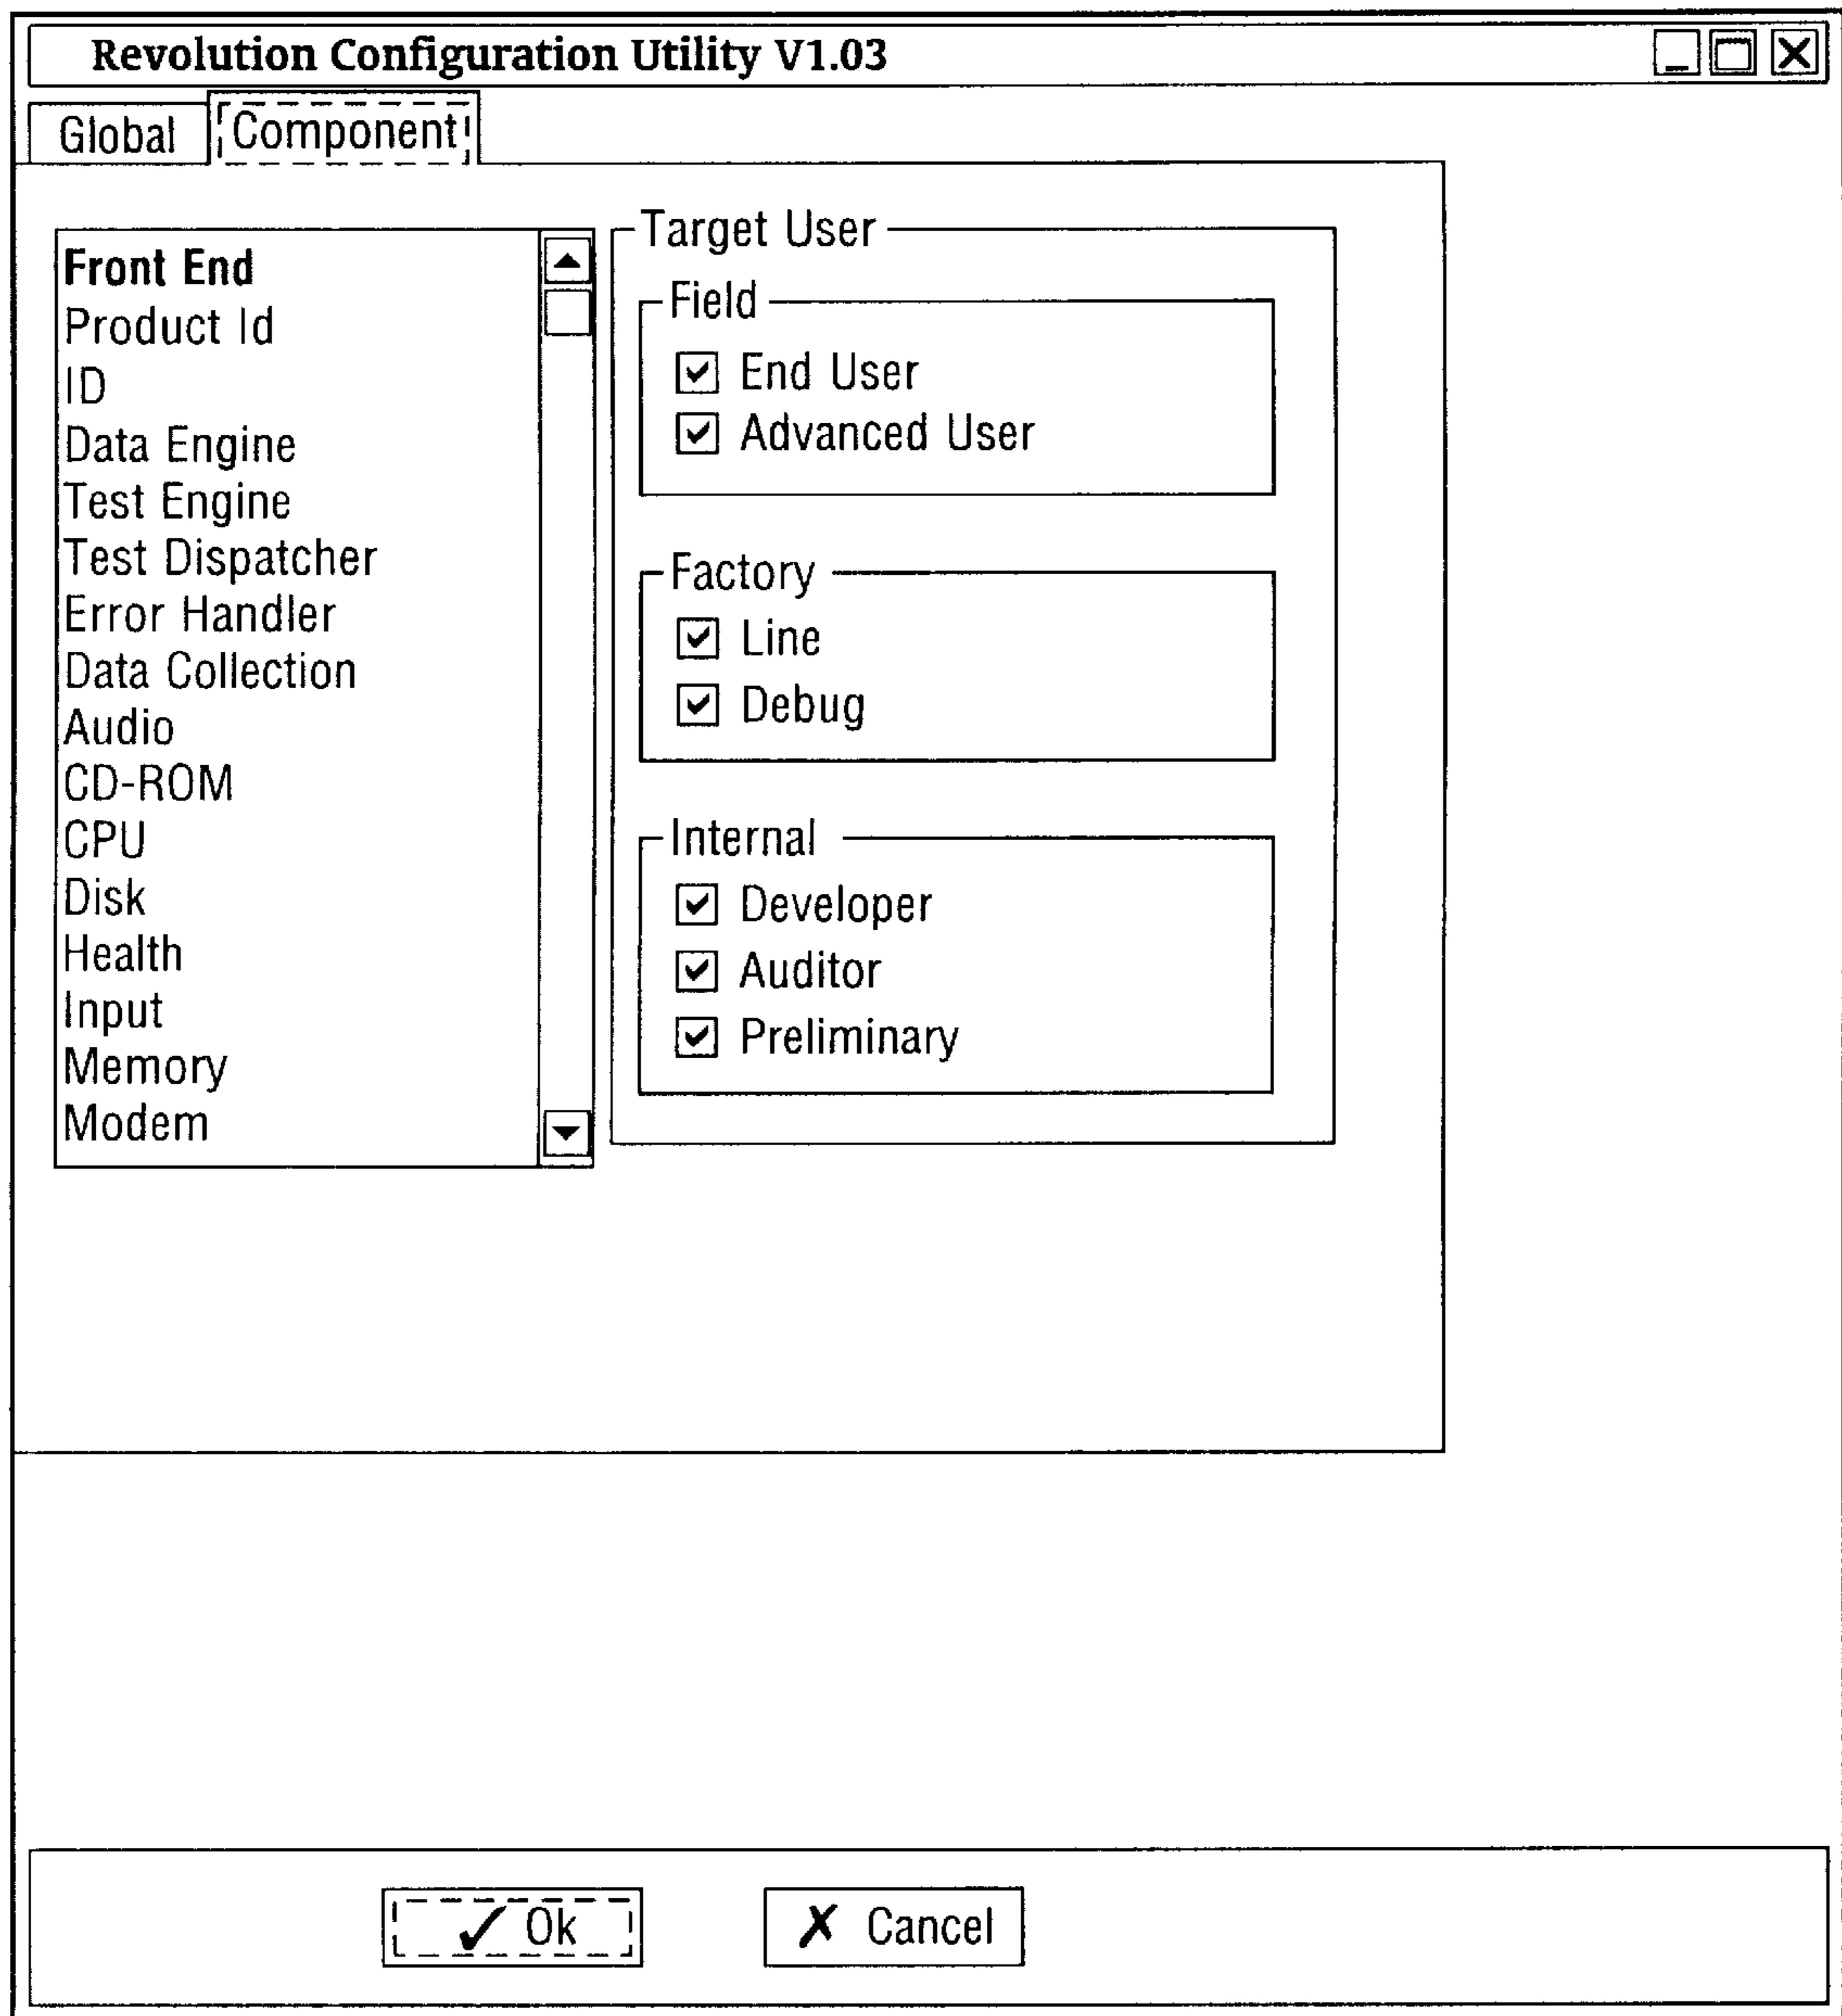 Revolution Configuration Utility V1.03
Global
Component
Front End
Product Id
ID
Data Engine
Test Engine
Test Dispatcher
Error Handler
Data Collection
Audio
CD-ROM
CPU
Disk
Health
Input
Memory
Modem
Target User
Field
End User
Advanced User
Factory
Line
Debug
Internal
Developer
Auditor
Preliminary
Ok
Cancel